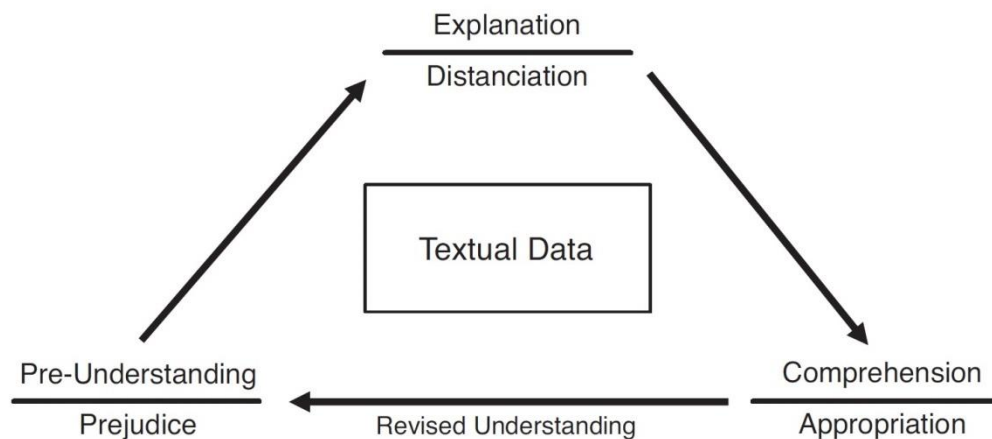 Explanation
Distanciation
Textual Data
Pre-Understanding
Prejudice
Revised Understanding
Comprehension
Appropriation